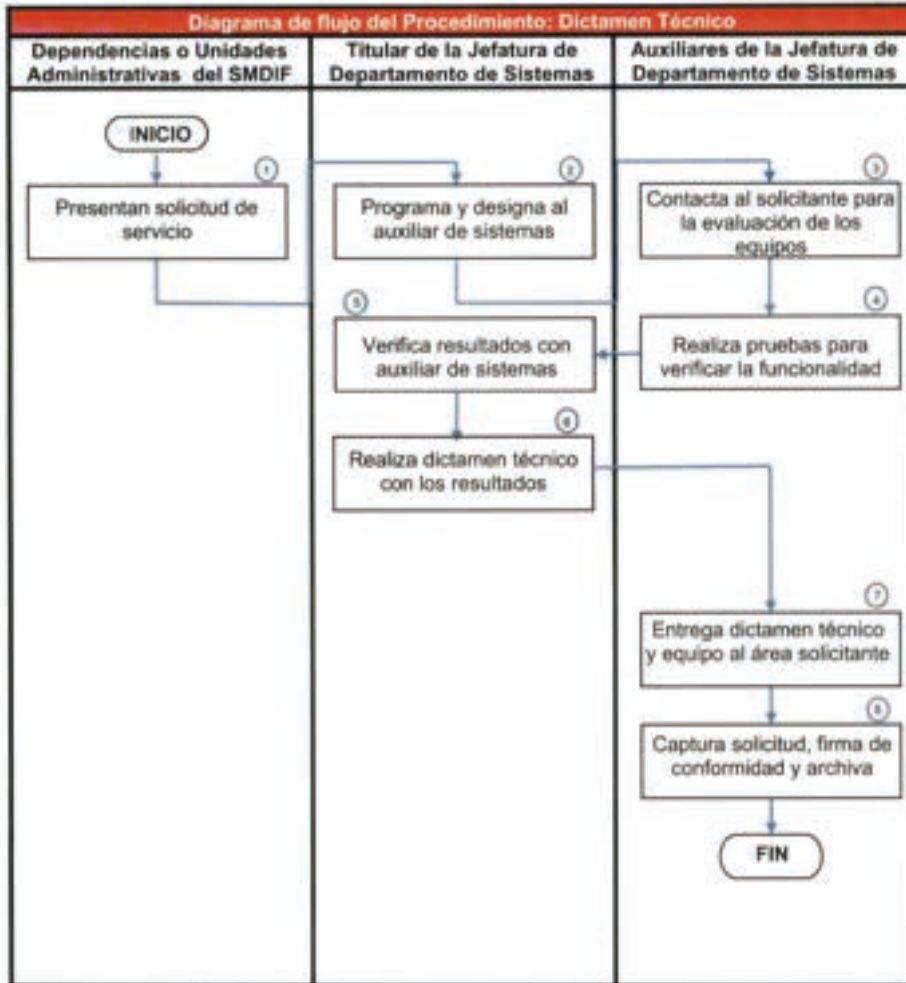 Diagrama de flujo del Procedimiento: Dictamen Técnico
Dependencias o Unidades
Administrativas del SMDIF
Titular de la Jefatura de
Departamento de Sistemas
Auxiliares de la Jefatura de
Departamento de Sistemas
INICIO
1
Presentan solicitud de
servicio
2
Programa y designa al
auxiliar de sistemas
3
Contacta al solicitante para
la evaluación de los
equipos
4
Realiza pruebas para
verificar la funcionalidad
5
Verifica resultados con
auxiliar de sistemas
6
Realiza dictamen técnico
con los resultados
7
Entrega dictamen técnico
y equipo al área solicitante
8
Captura solicitud, firma de
conformidad y archiva
FIN